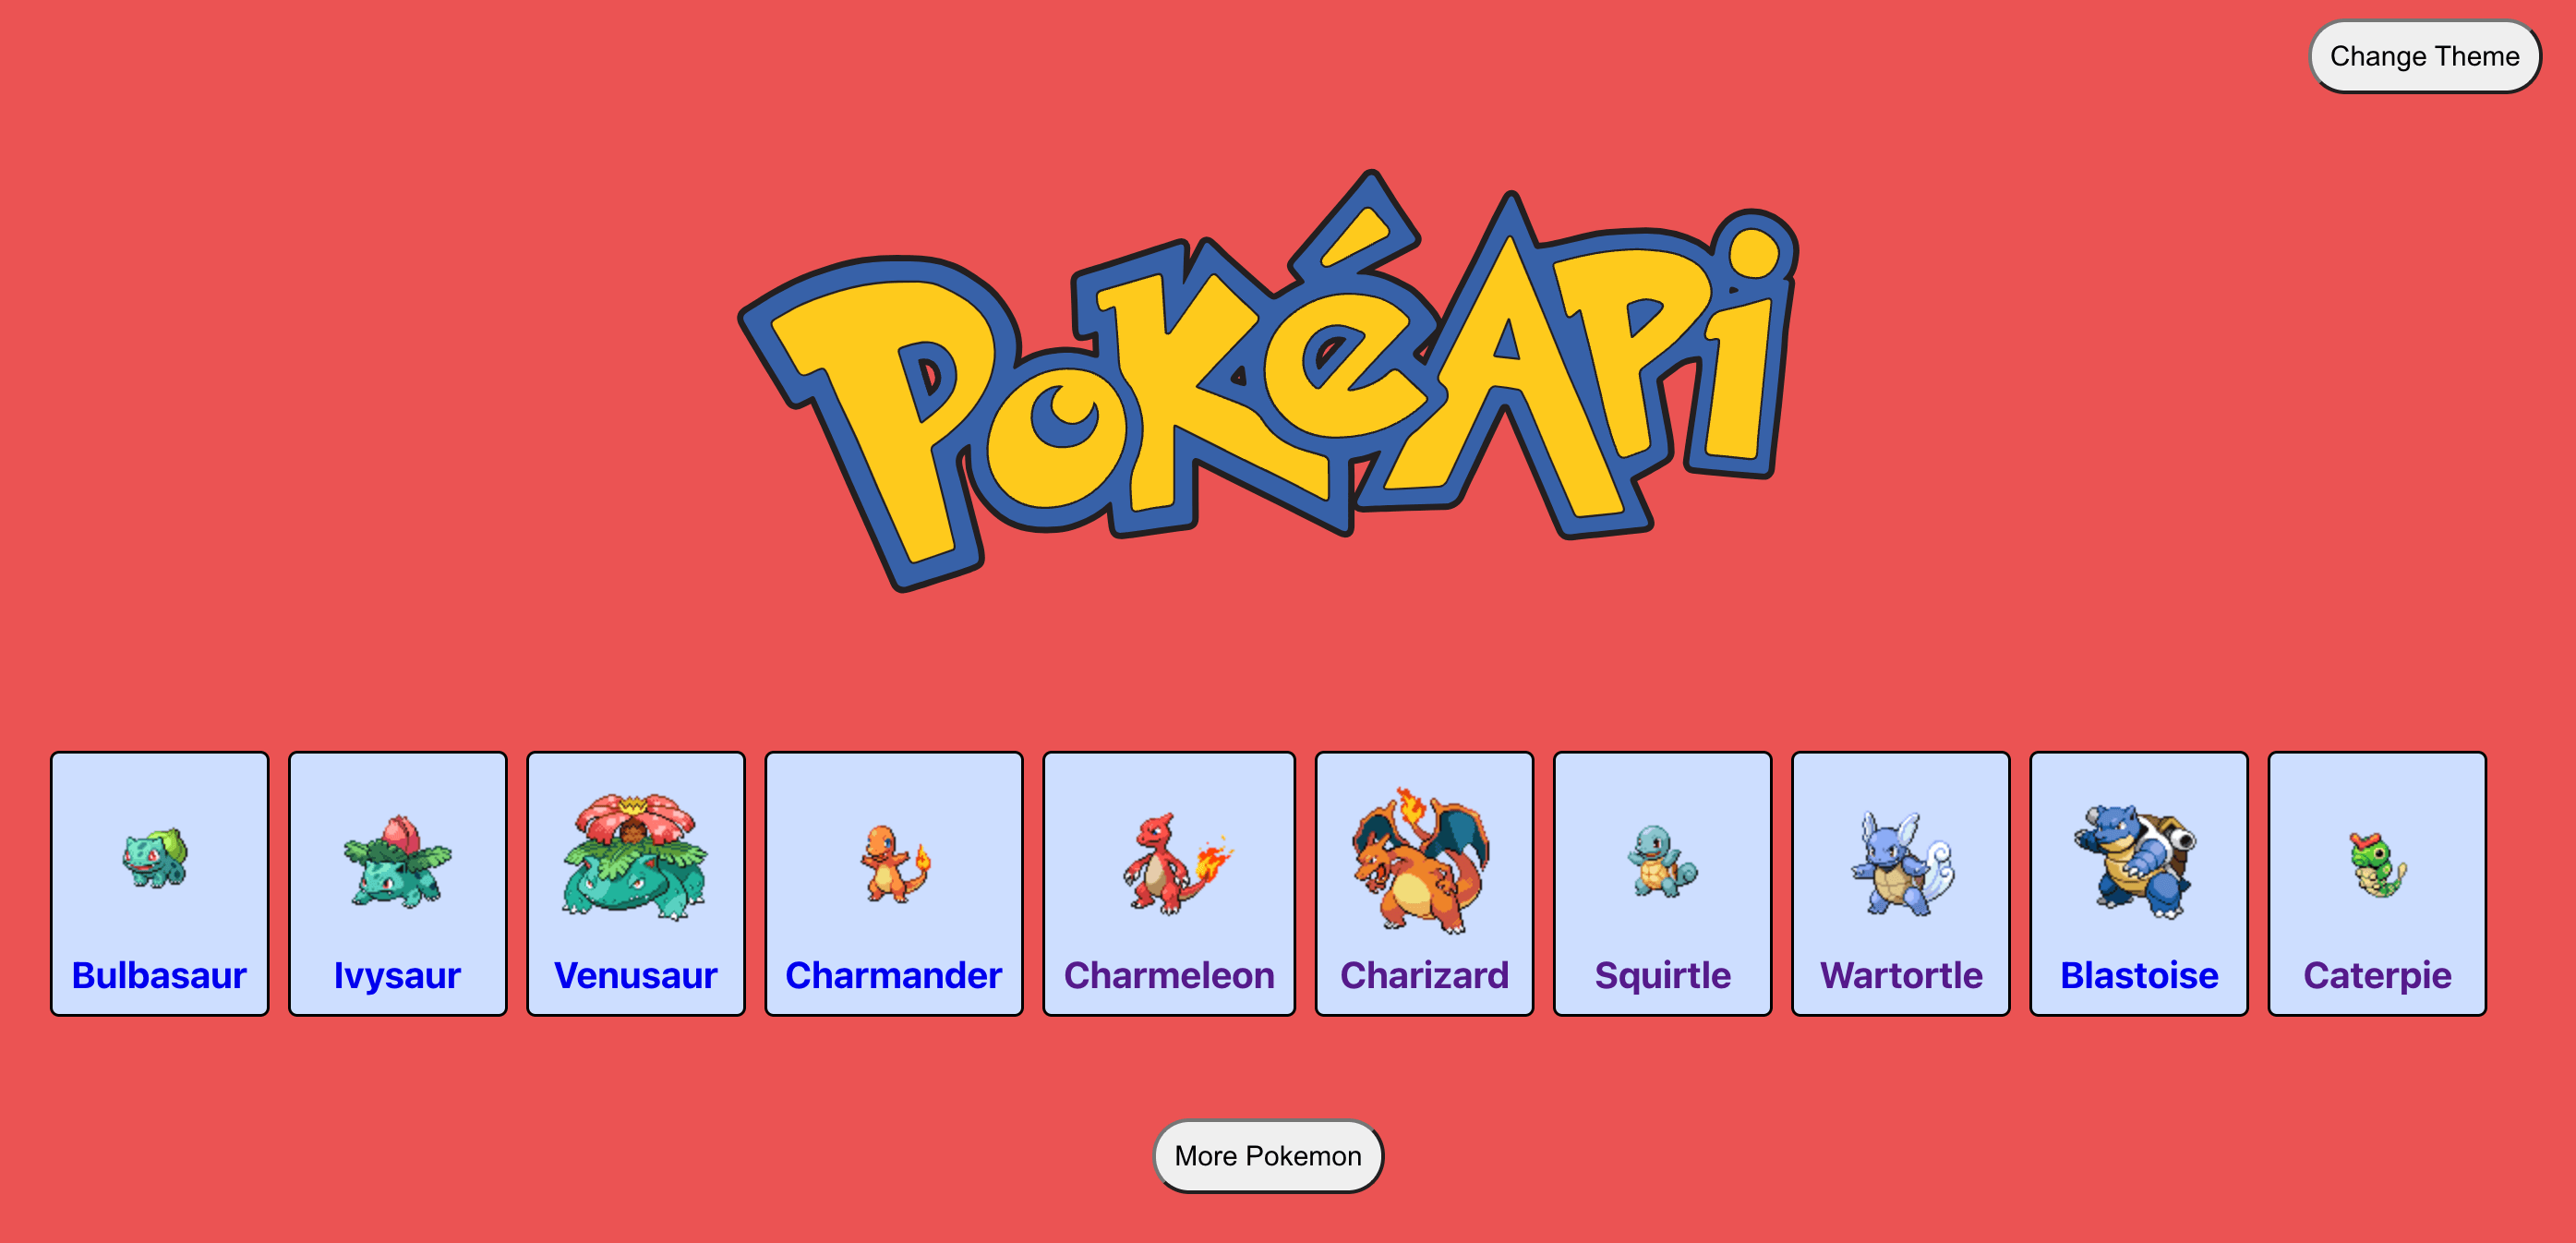 Change Theme
PoKéAPi
Bulbasaur
Ivysaur
Venusaur
Charmander
Charmeleon
Charizard
Squirtle
Wartortle
Blastoise
Caterpie
More Pokemon